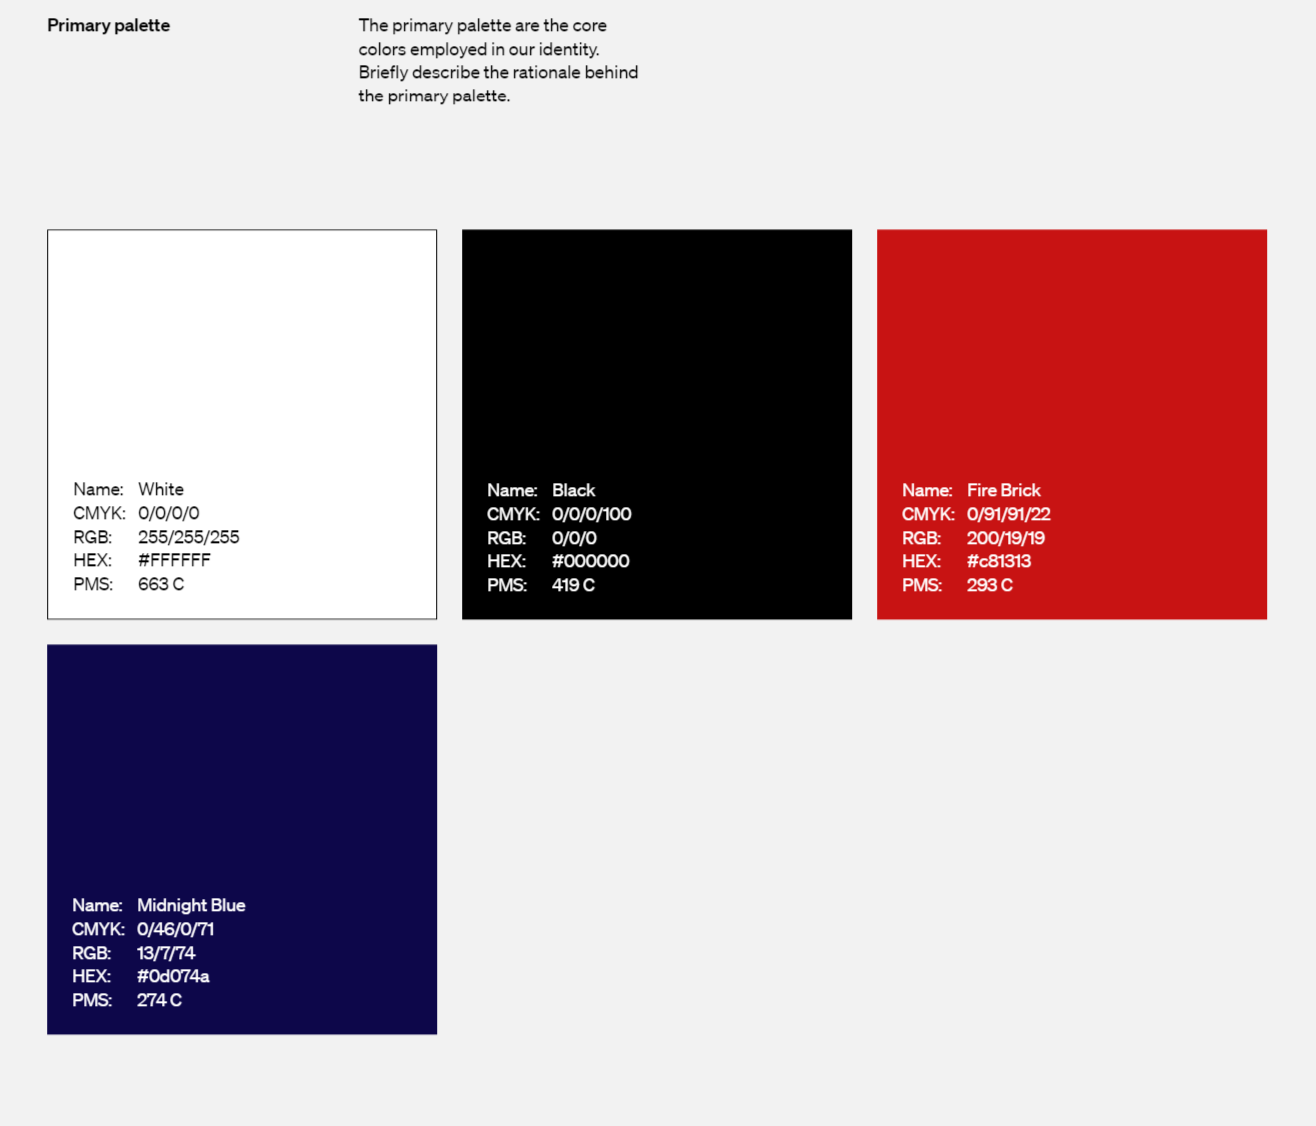 Primary palette
The primary palette are the core
colors employed in our identity.
Briefly describe the rationale behind
the primary palette.
Name: White
CMYK: 0/0/0/0
RGB: 255/255/255
HEX: #FFFFFF
PMS: 663 C
Name: Black
CMYK: 0/0/0/100
RGB: 0/0/0
HEX: #000000
PMS: 419 C
Name: Fire Brick
CMYK: 0/91/91/22
RGB: 200/19/19
HEX: #c81313
PMS: 293 C
Name: Midnight Blue
CMYK: 0/46/0/71
RGB: 13/7/74
HEX: #0d074a
PMS: 274 C